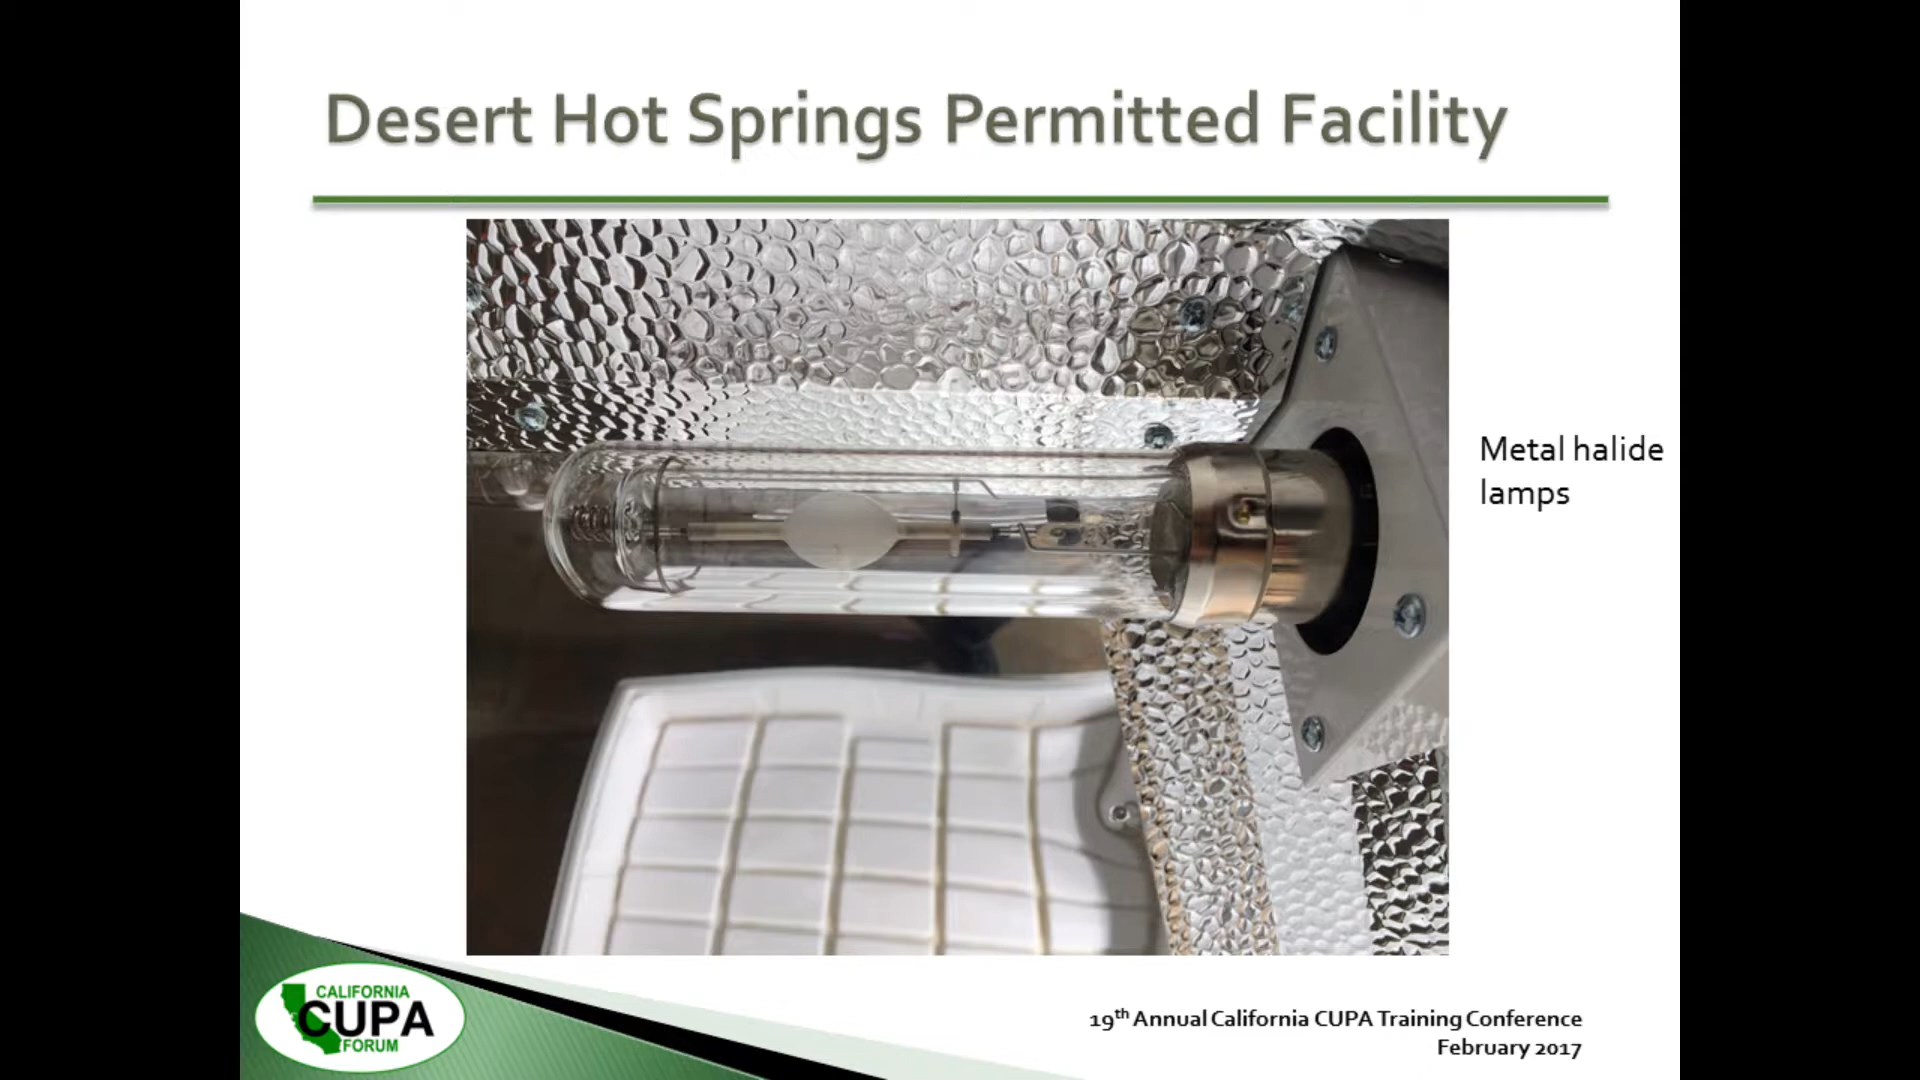 Desert Hot Springs Permitted Facility
Metal halide
lamps
CALIFORNIA
CUPA
FORUM
19th Annual California CUPA Training Conference
February 2017